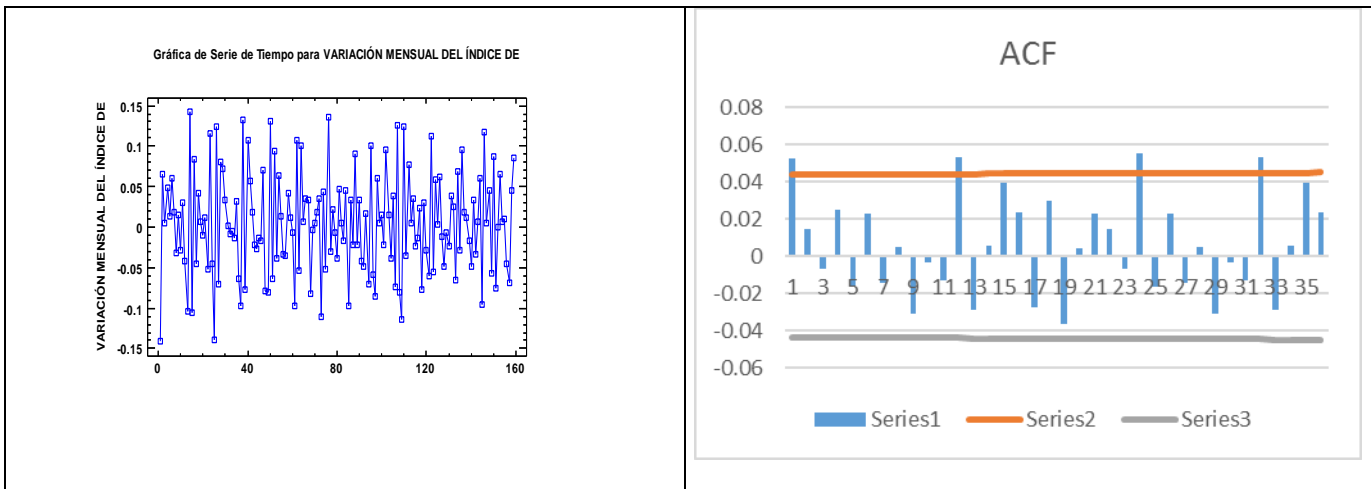 Gráfica de Serie de Tiempo para VARIACIÓN MENSUAL DEL ÍNDICE DE
VARIACIÓN MENSUAL DEL ÍNDICE DE
0.15
0.1
0.05
0
-0.05
-0.1
-0.15
0 40 80 120 160
ACF
0.08
0.06
0.04
0.02
0
-0.02
-0.04
-0.06
1 3 5 7 9 11 13 15 17 19 21 23 25 27 29 31 33 35
Series1 Series2 Series3